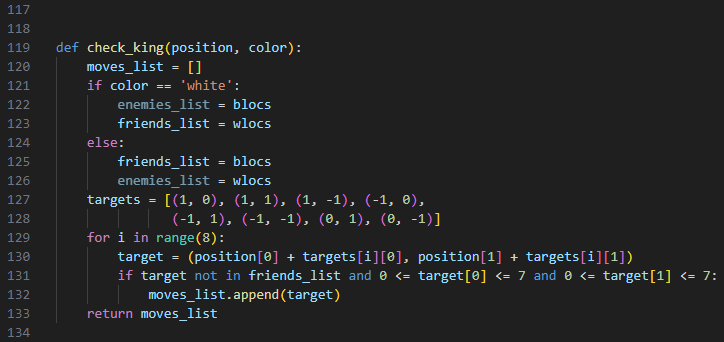 117
118
119 def check_king(position, color):
120     moves_list = []
121     if color == 'white':
122         enemies_list = blocs
123         friends_list = wlocs
124     else:
125         friends_list = blocs
126         enemies_list = wlocs
127     targets = [(1, 0), (1, 1), (1, -1), (-1, 0),
128                (-1, 1), (-1, -1), (0, 1), (0, -1)]
129     for i in range(8):
130         target = (position[0] + targets[i][0], position[1] + targets[i][1])
131         if target not in friends_list and 0 <= target[0] <= 7 and 0 <= target[1] <= 7:
132             moves_list.append(target)
133     return moves_list
134